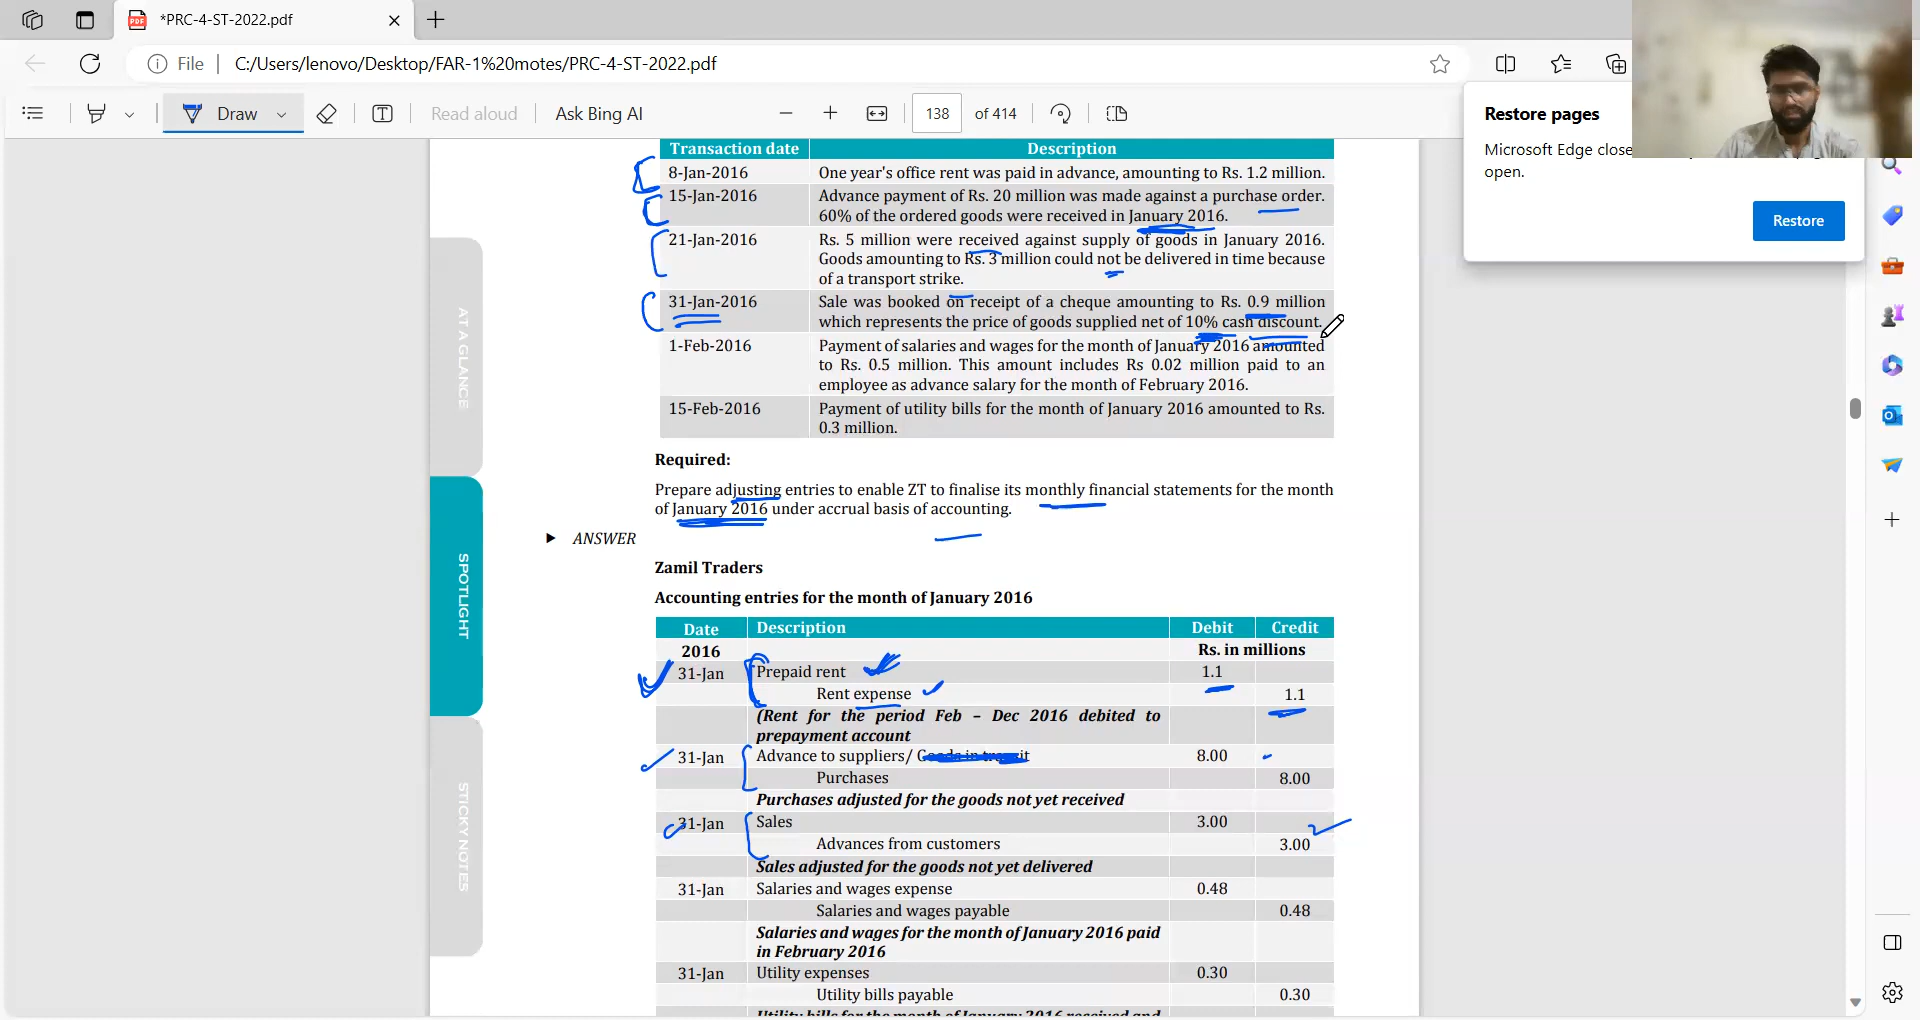 *PRC-4-ST-2022.pdf
File
C:/Users/lenovo/Desktop/FAR-1%20motes/PRC-4-ST-2022.pdf
Draw
Read aloud
Ask Bing AI
138
of 414
Restore pages
Microsoft Edge close
open.
Restore
AT A GLANCE
SPOTLIGHT
STICKY NOTES
Transaction date Description
8-Jan-2016 One year's office rent was paid in advance, amounting to Rs. 1.2 million.
15-Jan-2016 Advance payment of Rs. 20 million was made against a purchase order.
60% of the ordered goods were received in January 2016.
21-Jan-2016 Rs. 5 million were received against supply of goods in January 2016.
Goods amounting to Rs. 3 million could not be delivered in time because
of a transport strike.
31-Jan-2016 Sale was booked on receipt of a cheque amounting to Rs. 0.9 million
which represents the price of goods supplied net of 10% cash discount.
1-Feb-2016 Payment of salaries and wages for the month of January 2016 amounted
to Rs. 0.5 million. This amount includes Rs 0.02 million paid to an
employee as advance salary for the month of February 2016.
15-Feb-2016 Payment of utility bills for the month of January 2016 amounted to Rs.
0.3 million.
Required:
Prepare adjusting entries to enable ZT to finalise its monthly financial statements for the month
of January 2016 under accrual basis of accounting.
ANSWER
Zamil Traders
Accounting entries for the month of January 2016
Date Description Debit Credit
2016 Rs. in millions
31-Jan Prepaid rent 1.1
Rent expense 1.1
(Rent for the period Feb – Dec 2016 debited to
prepayment account
31-Jan Advance to suppliers/ Goods in transit 8.00
Purchases 8.00
Purchases adjusted for the goods not yet received
31-Jan Sales 3.00
Advances from customers 3.00
Sales adjusted for the goods not yet delivered
31-Jan Salaries and wages expense 0.48
Salaries and wages payable 0.48
Salaries and wages for the month of January 2016 paid
in February 2016
31-Jan Utility expenses 0.30
Utility bills payable 0.30
Utility bills for the month of January 2016 received and